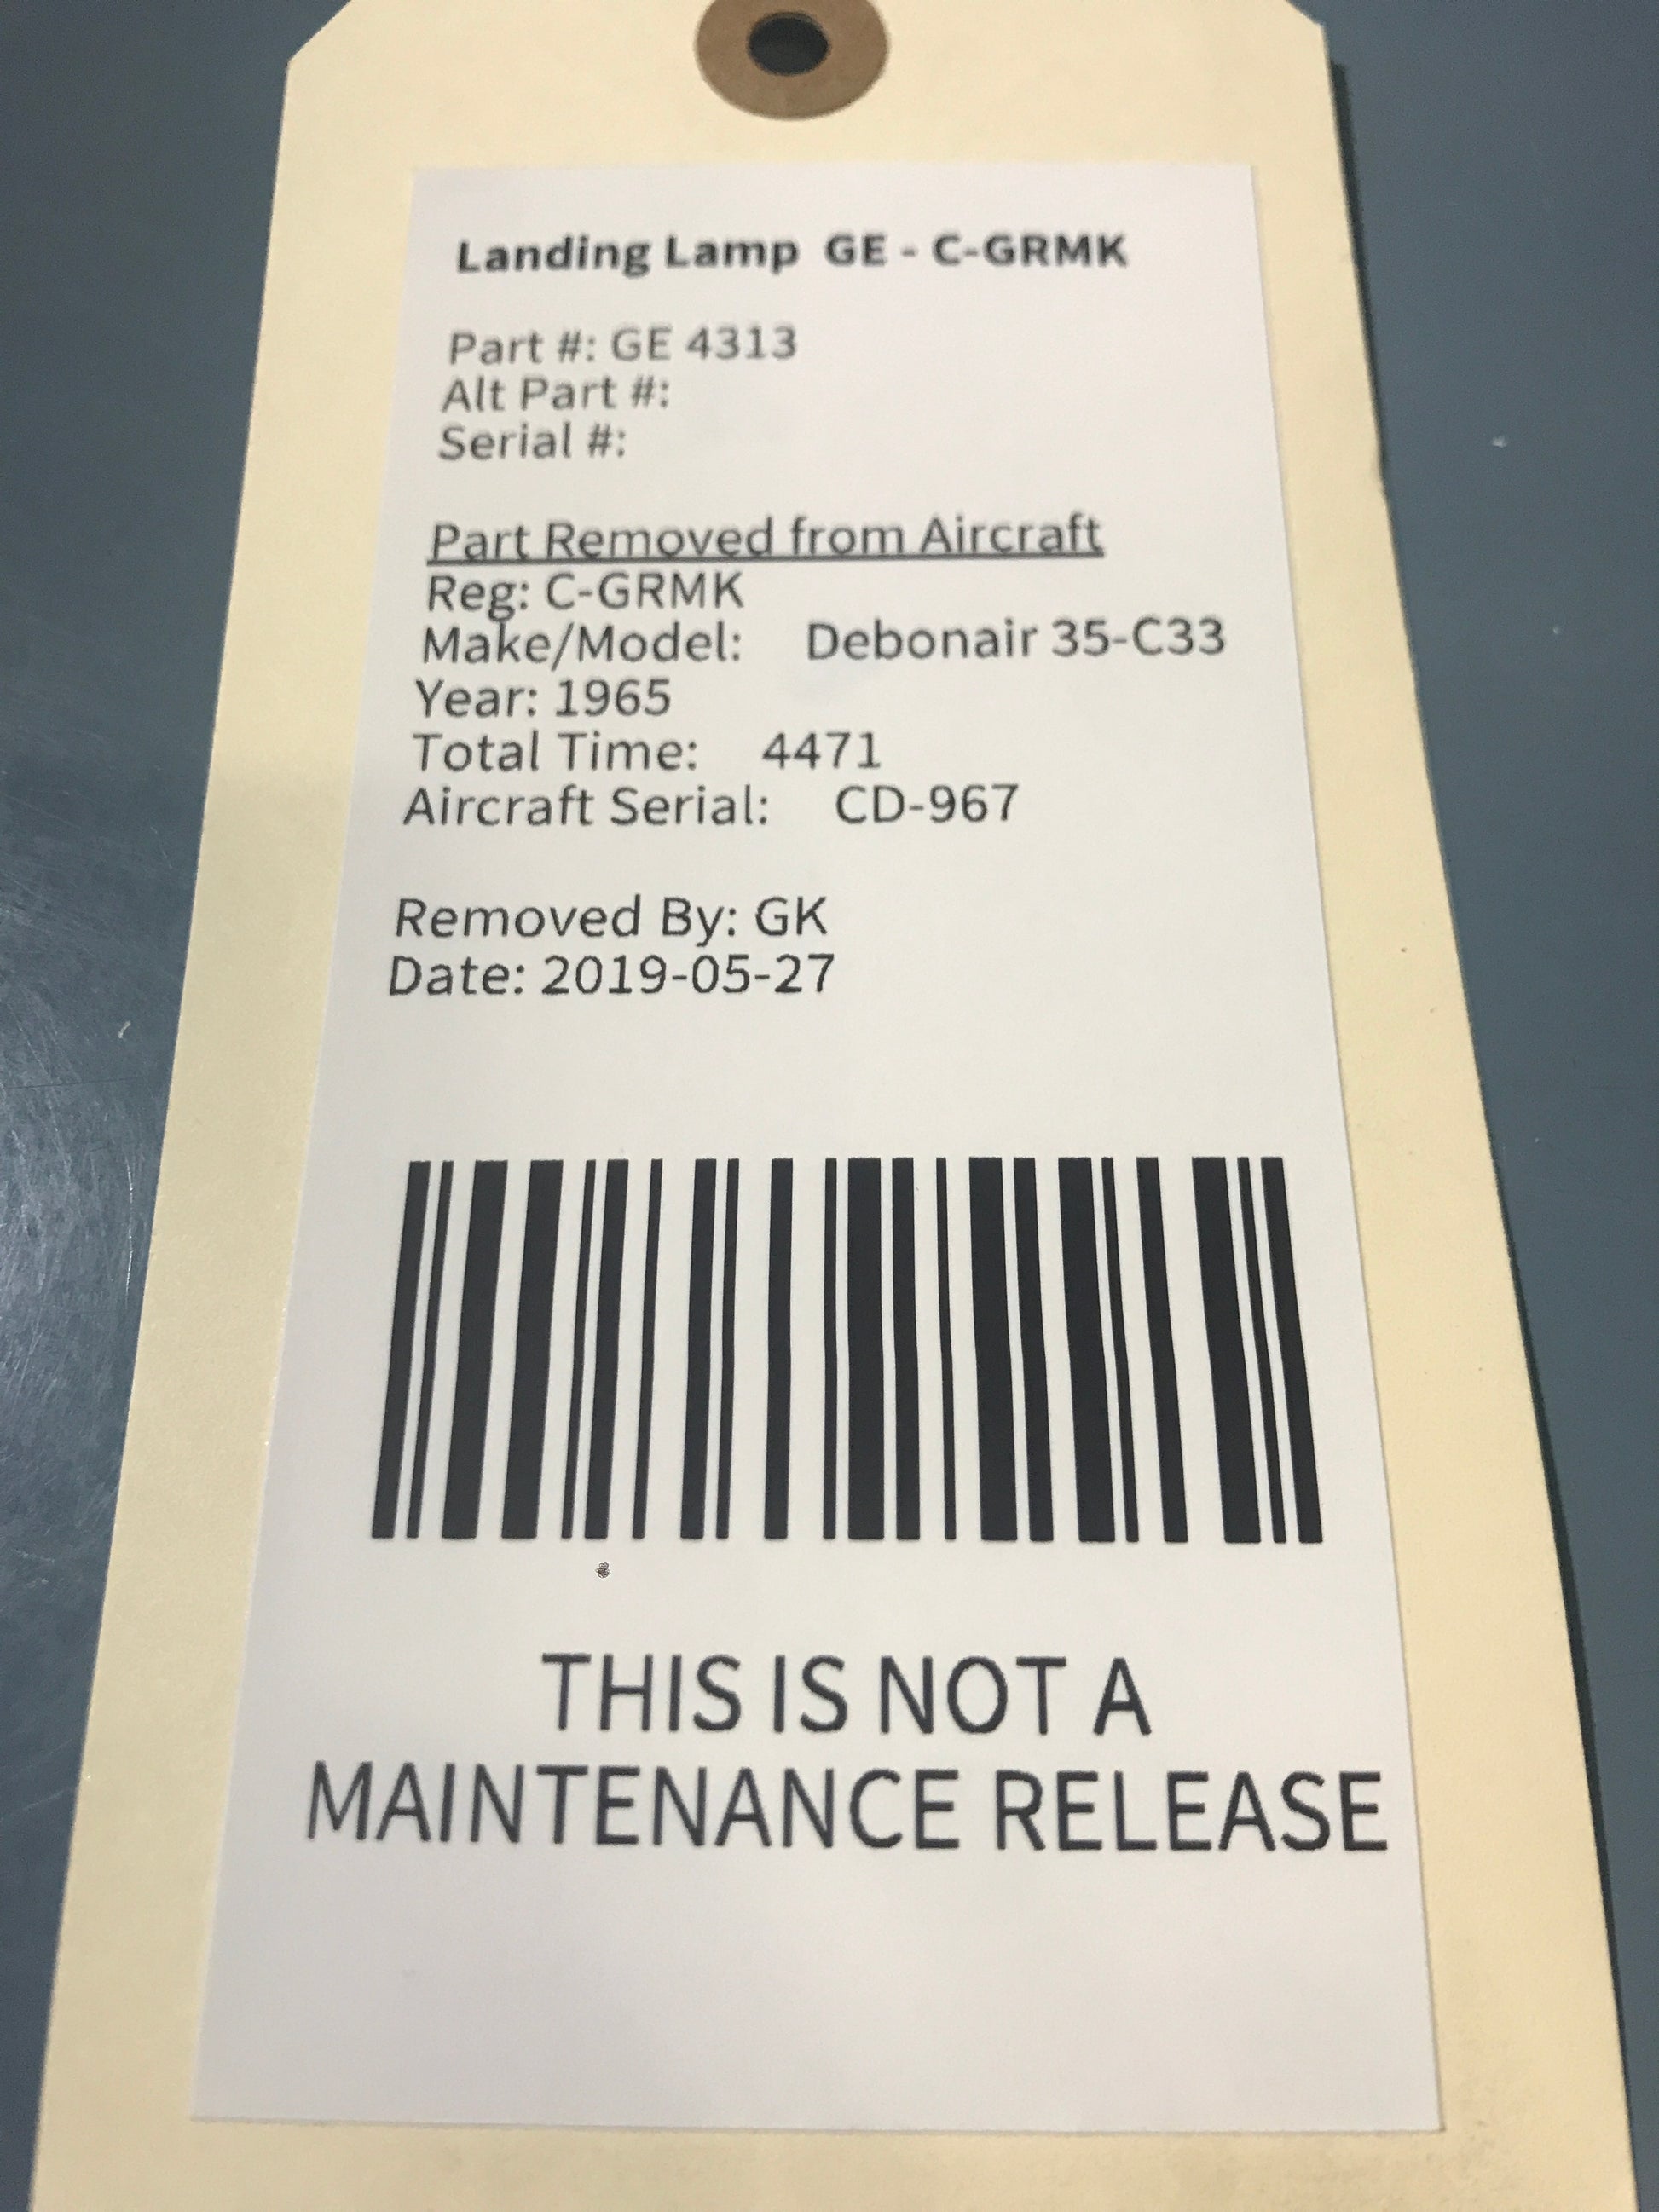 Landing Lamp GE - C-GRMK
Part #: GE 4313
Alt Part #:
Serial #:
Part Removed from Aircraft
Reg: C-GRMK
Make/Model: Debonair 35-C33
Year: 1965
Total Time: 4471
Aircraft Serial: CD-967
Removed By: GK
Date: 2019-05-27
THIS IS NOT A
MAINTENANCE RELEASE